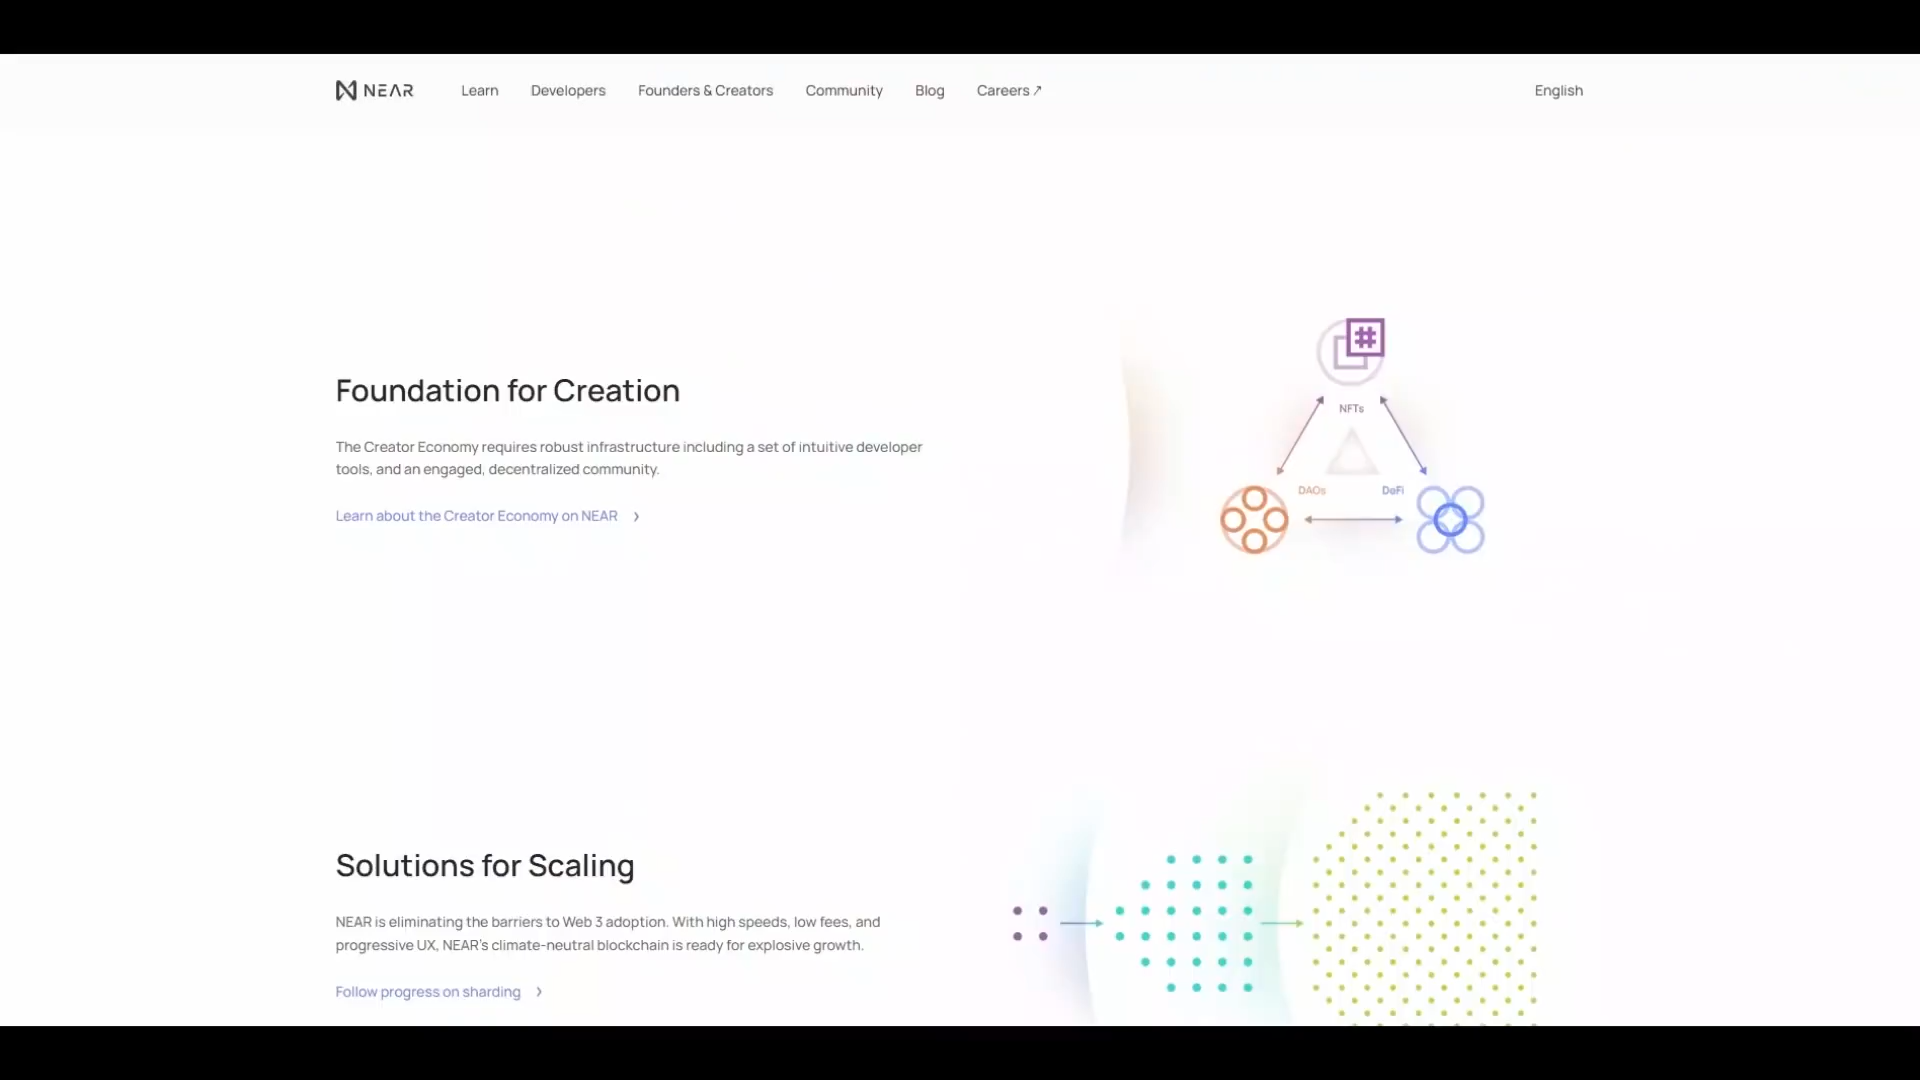 NEAR
Learn
Developers
Founders & Creators
Community
Blog
Careers ↗
English
Foundation for Creation
The Creator Economy requires robust infrastructure including a set of intuitive developer
tools, and an engaged, decentralized community.
Learn about the Creator Economy on NEAR ›
#
NFTs
DAOs
DeFi
Solutions for Scaling
NEAR is eliminating the barriers to Web 3 adoption. With high speeds, low fees, and
progressive UX, NEAR's climate-neutral blockchain is ready for explosive growth.
Follow progress on sharding ›